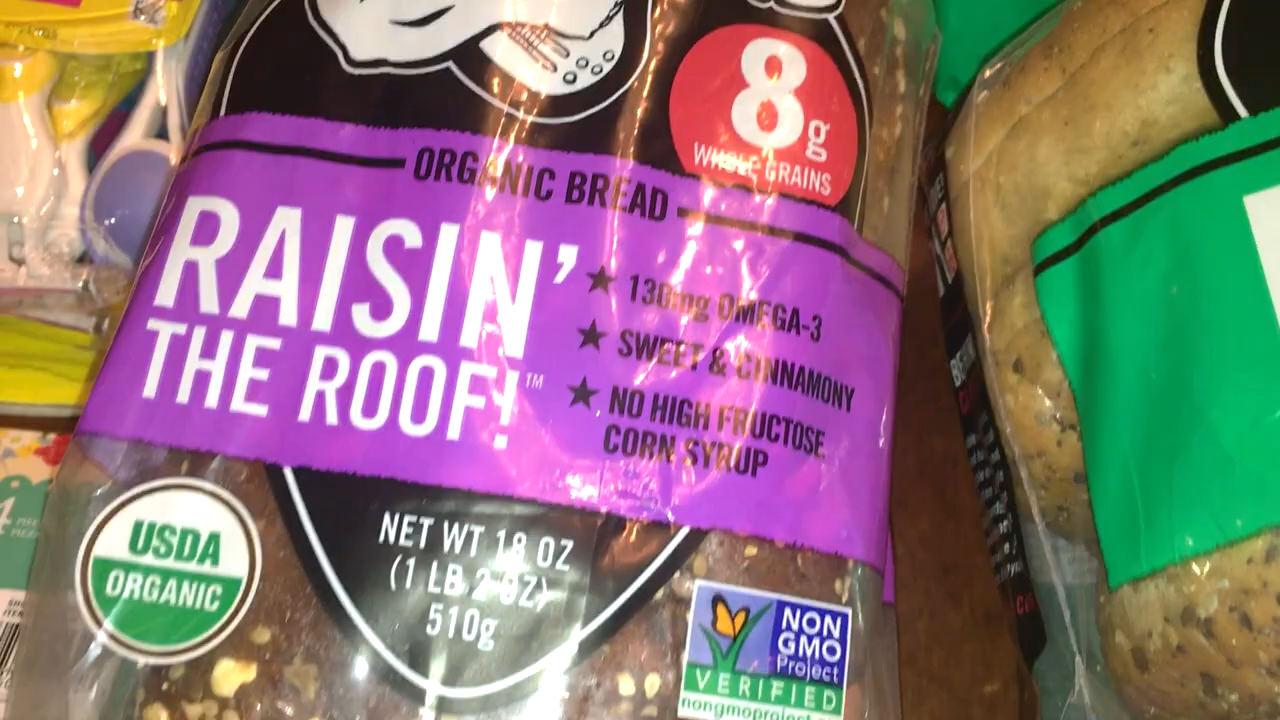 8g
WHOLE GRAINS
ORGANIC BREAD
RAISIN'
THE ROOF!™
★ 130mg OMEGA-3
★ SWEET & CINNAMONY
★ NO HIGH FRUCTOSE
CORN SYRUP
USDA
ORGANIC
NET WT 18 OZ
(1 LB 2 OZ)
510g
NON
GMO
Project
VERIFIED